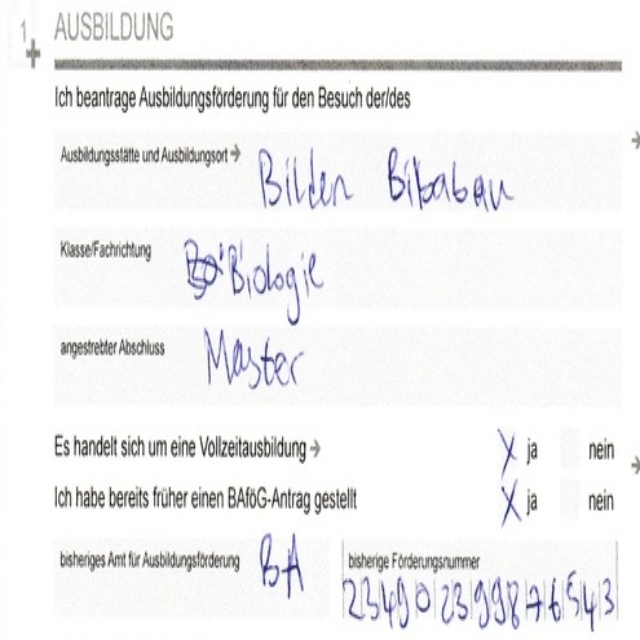 1 AUSBILDUNG
Ich beantrage Ausbildungsförderung für den Besuch der/des
Ausbildungsstätte und Ausbildungsort → Bilden Bibabau
Klasse/Fachrichtung Biologie
angestrebter Abschluss Master
Es handelt sich um eine Vollzeitausbildung → X ja nein
Ich habe bereits früher einen BAföG-Antrag gestellt X ja nein
bisheriges Amt für Ausbildungsförderung BA bisherige Förderungsnummer
234902399876543